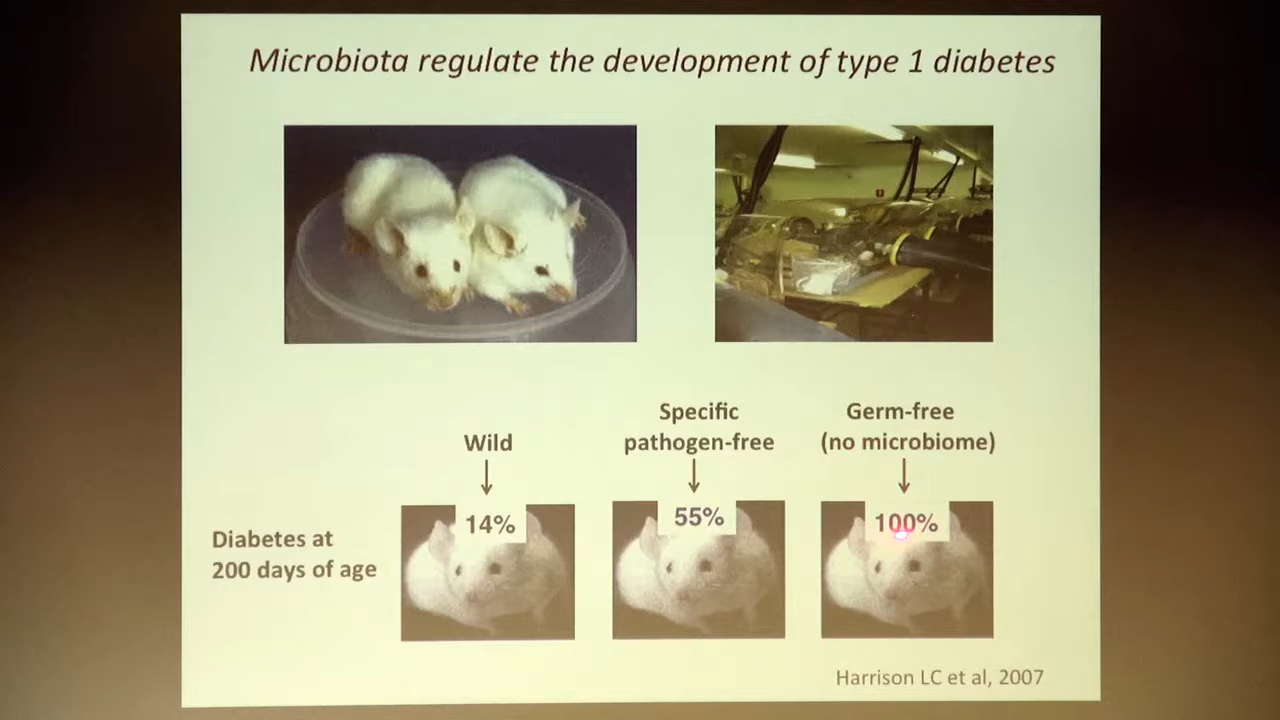 Microbiota regulate the development of type 1 diabetes
Wild
Specific
pathogen-free
Germ-free
(no microbiome)
14%
55%
100%
Diabetes at
200 days of age
Harrison LC et al, 2007